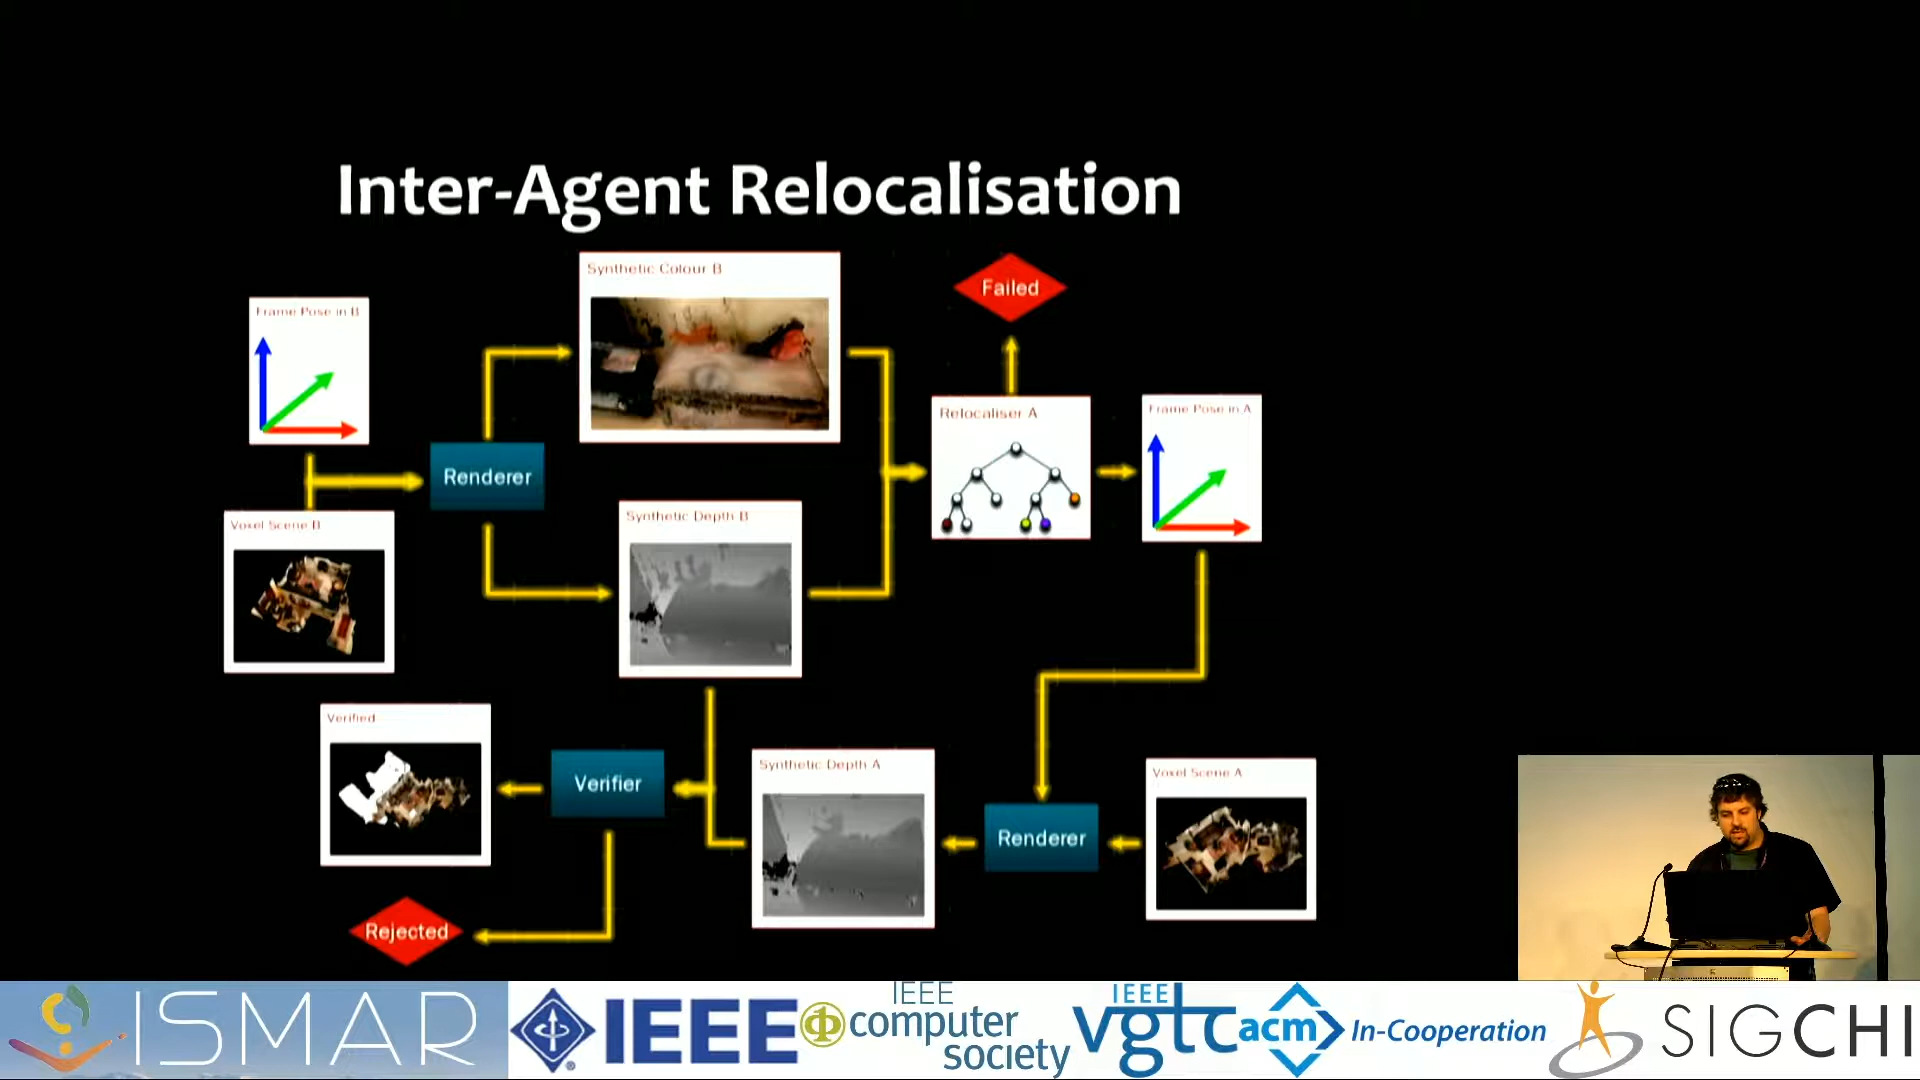 Inter-Agent Relocalisation
Synthetic Colour B
Failed
Frame Pose in B
Relocaliser A
Frame Pose in A
Renderer
Synthetic Depth B
Voxel Scene B
Verified
Verifier
Synthetic Depth A
Renderer
Voxel Scene A
Rejected
ISMAR
IEEE
IEEE
computer
society
IEEE
vgtc
acm In-Cooperation
SIGCHI